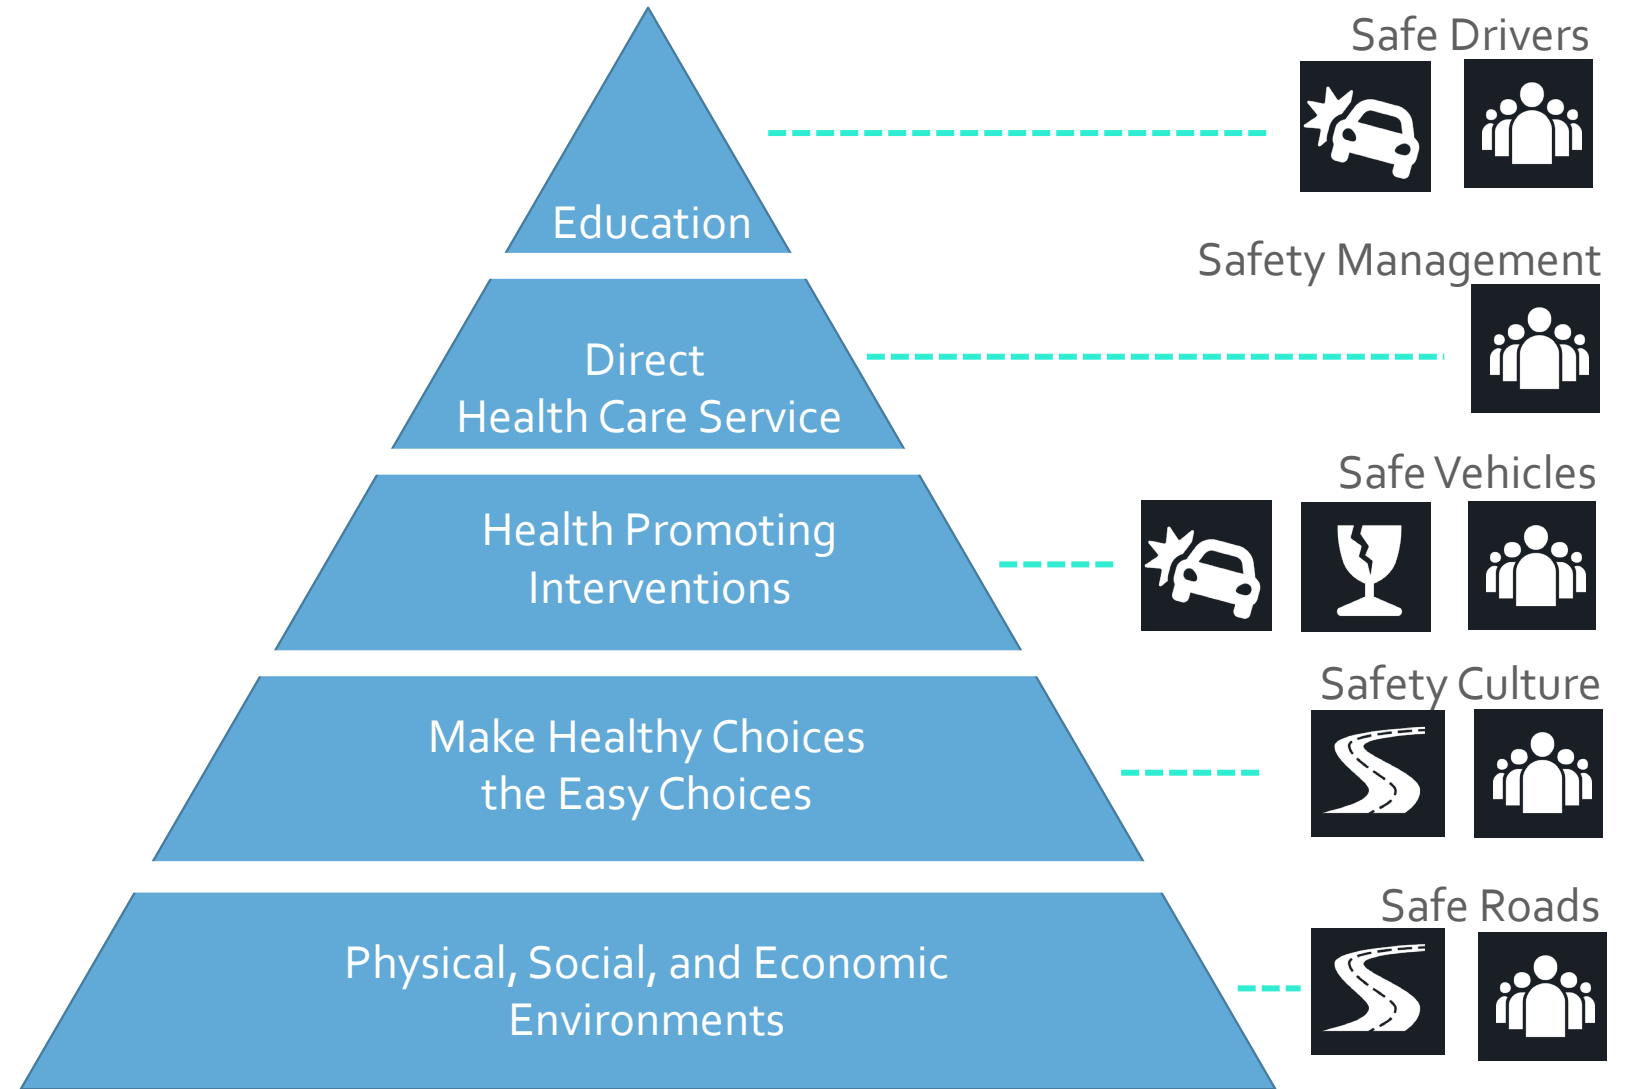 Safe Drivers
Education
Safety Management
Direct
Health Care Service
Safe Vehicles
Health Promoting
Interventions
Safety Culture
Make Healthy Choices
the Easy Choices
Safe Roads
Physical, Social, and Economic
Environments